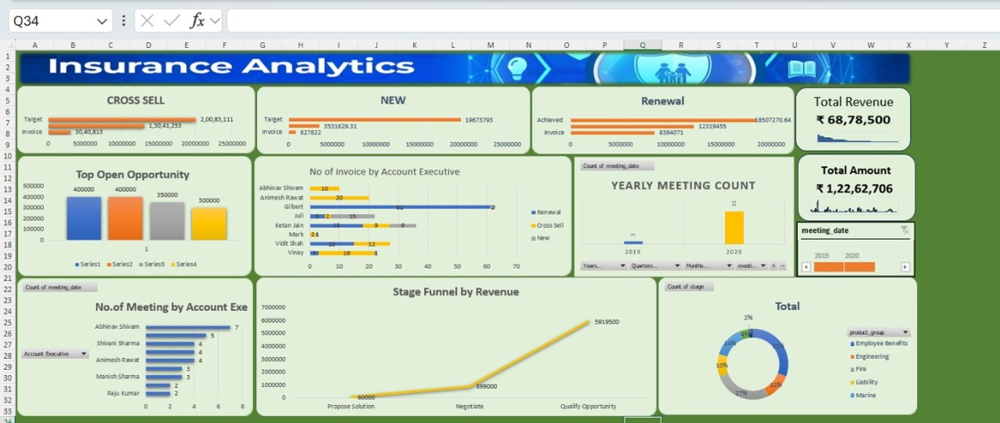 Q34
fx
A B C D E F G H I J K L M N O P Q R S T U V W X Y Z
1
2
3
4
5
6
7
8
9
10
11
12
13
14
15
16
17
18
19
20
21
22
23
24
25
26
27
28
29
30
31
32
33
Insurance Analytics
CROSS SELL
Target 2,00,83,111
1,30,41,253
Invoice 30,40,813
0 5000000 10000000 15000000 20000000 25000000
NEW
Target 19673793
3531629.31
Invoice 827822
0 5000000 10000000 15000000 20000000 25000000
Renewal
Achieved 18507270.64
12319455
Invoice 8394071
0 5000000 10000000 15000000 20000000
Total Revenue
₹ 68,78,500
Top Open Opportunity
500000
400000
300000
200000
100000
0
400000 400000 350000 300000
1
Series1 Series2 Series3 Series4
No of invoice by Account Executive
Abhinav Shivam 10
Animesh Rawat 20
Gilbert 2
Juli 2 15
Ketan Jain 18 9 9
Mark 2 1
Vidit Shah 15 12
Vinay 3 19 1
0 10 20 30 40 50 60 70
Renewal
Cross Sell
New
Count of meeting_date
YEARLY MEETING COUNT
3
31
2019 2020
Years... Quarters... Months... meeti... + −
Total Amount
₹ 1,22,62,706
meeting_date
2019 2020
Count of meeting_date
No.of Meeting by Account Exe
Abhinav Shivam 7
5
Shivani Sharma 4
4
Animesh Rawat 4
3
Manish Sharma 3
2
Raju Kumar 2
0 2 4 6 8
Account Executive
Stage Funnel by Revenue
7000000
6000000
5000000
4000000
3000000
2000000
1000000
0
60000
899000
5919500
Propose Solution Negotiate Qualify Opportunity
Count of stage
Total
2%
4%
14%
10%
27%
12%
31%
product_group
Employee Benefits
Engineering
Fire
Liability
Marine